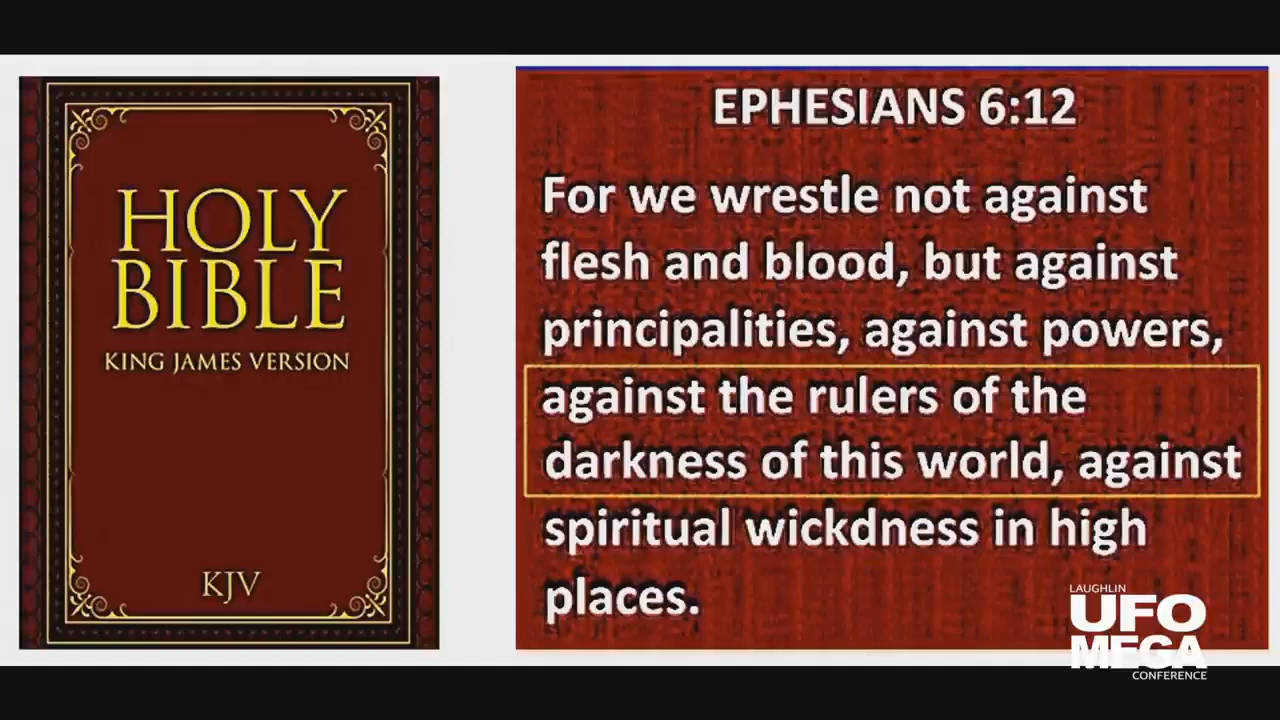 HOLY
BIBLE
KING JAMES VERSION
KJV
EPHESIANS 6:12
For we wrestle not against
flesh and blood, but against
principalities, against powers,
against the rulers of the
darkness of this world, against
spiritual wickdness in high
places.
LAUGHLIN
UFO
MEGA
CONFERENCE